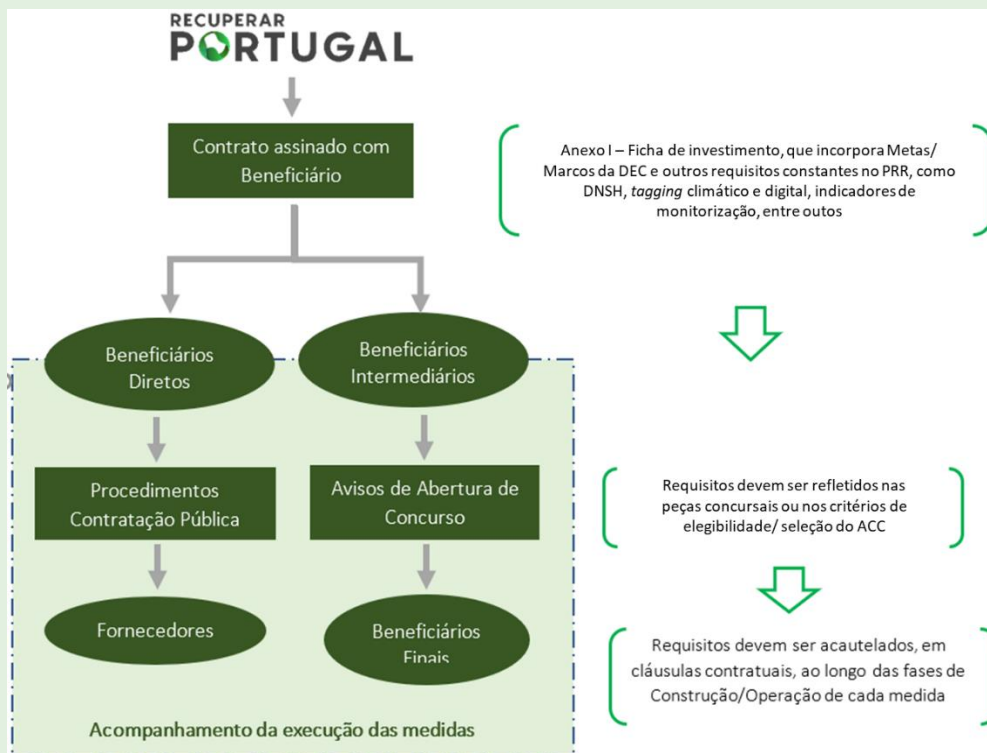 RECUPERAR
PORTUGAL
Contrato assinado com
Beneficiário
Anexo I – Ficha de investimento, que incorpora Metas/
Marcos da DEC e outros requisitos constantes no PRR, como
DNSH, tagging climático e digital, indicadores de
monitorização, entre outos
Beneficiários
Diretos
Beneficiários
Intermediários
Procedimentos
Contratação Pública
Avisos de Abertura de
Concurso
Requisitos devem ser refletidos nas
peças concursais ou nos critérios de
elegibilidade/ seleção do ACC
Fornecedores
Beneficiários
Finais
Requisitos devem ser acautelados, em
cláusulas contratuais, ao longo das fases de
Construção/Operação de cada medida
Acompanhamento da execução das medidas